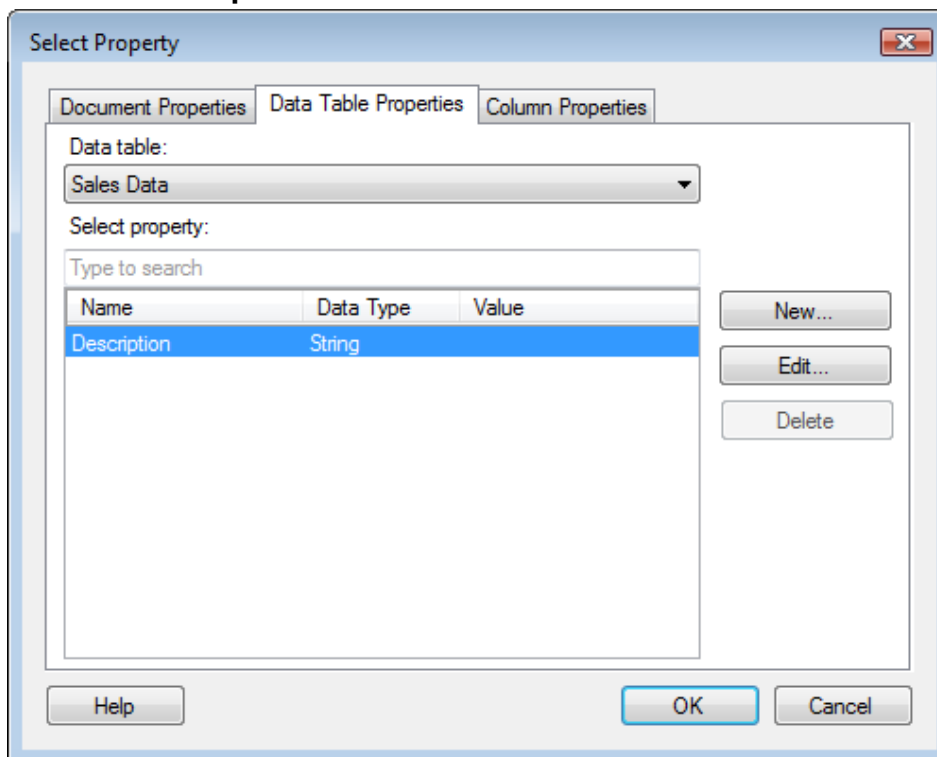 Select Property
Document Properties Data Table Properties Column Properties
Data table:
Sales Data
Select property:
Type to search
Name Data Type Value
Description String
New...
Edit...
Delete
Help OK Cancel